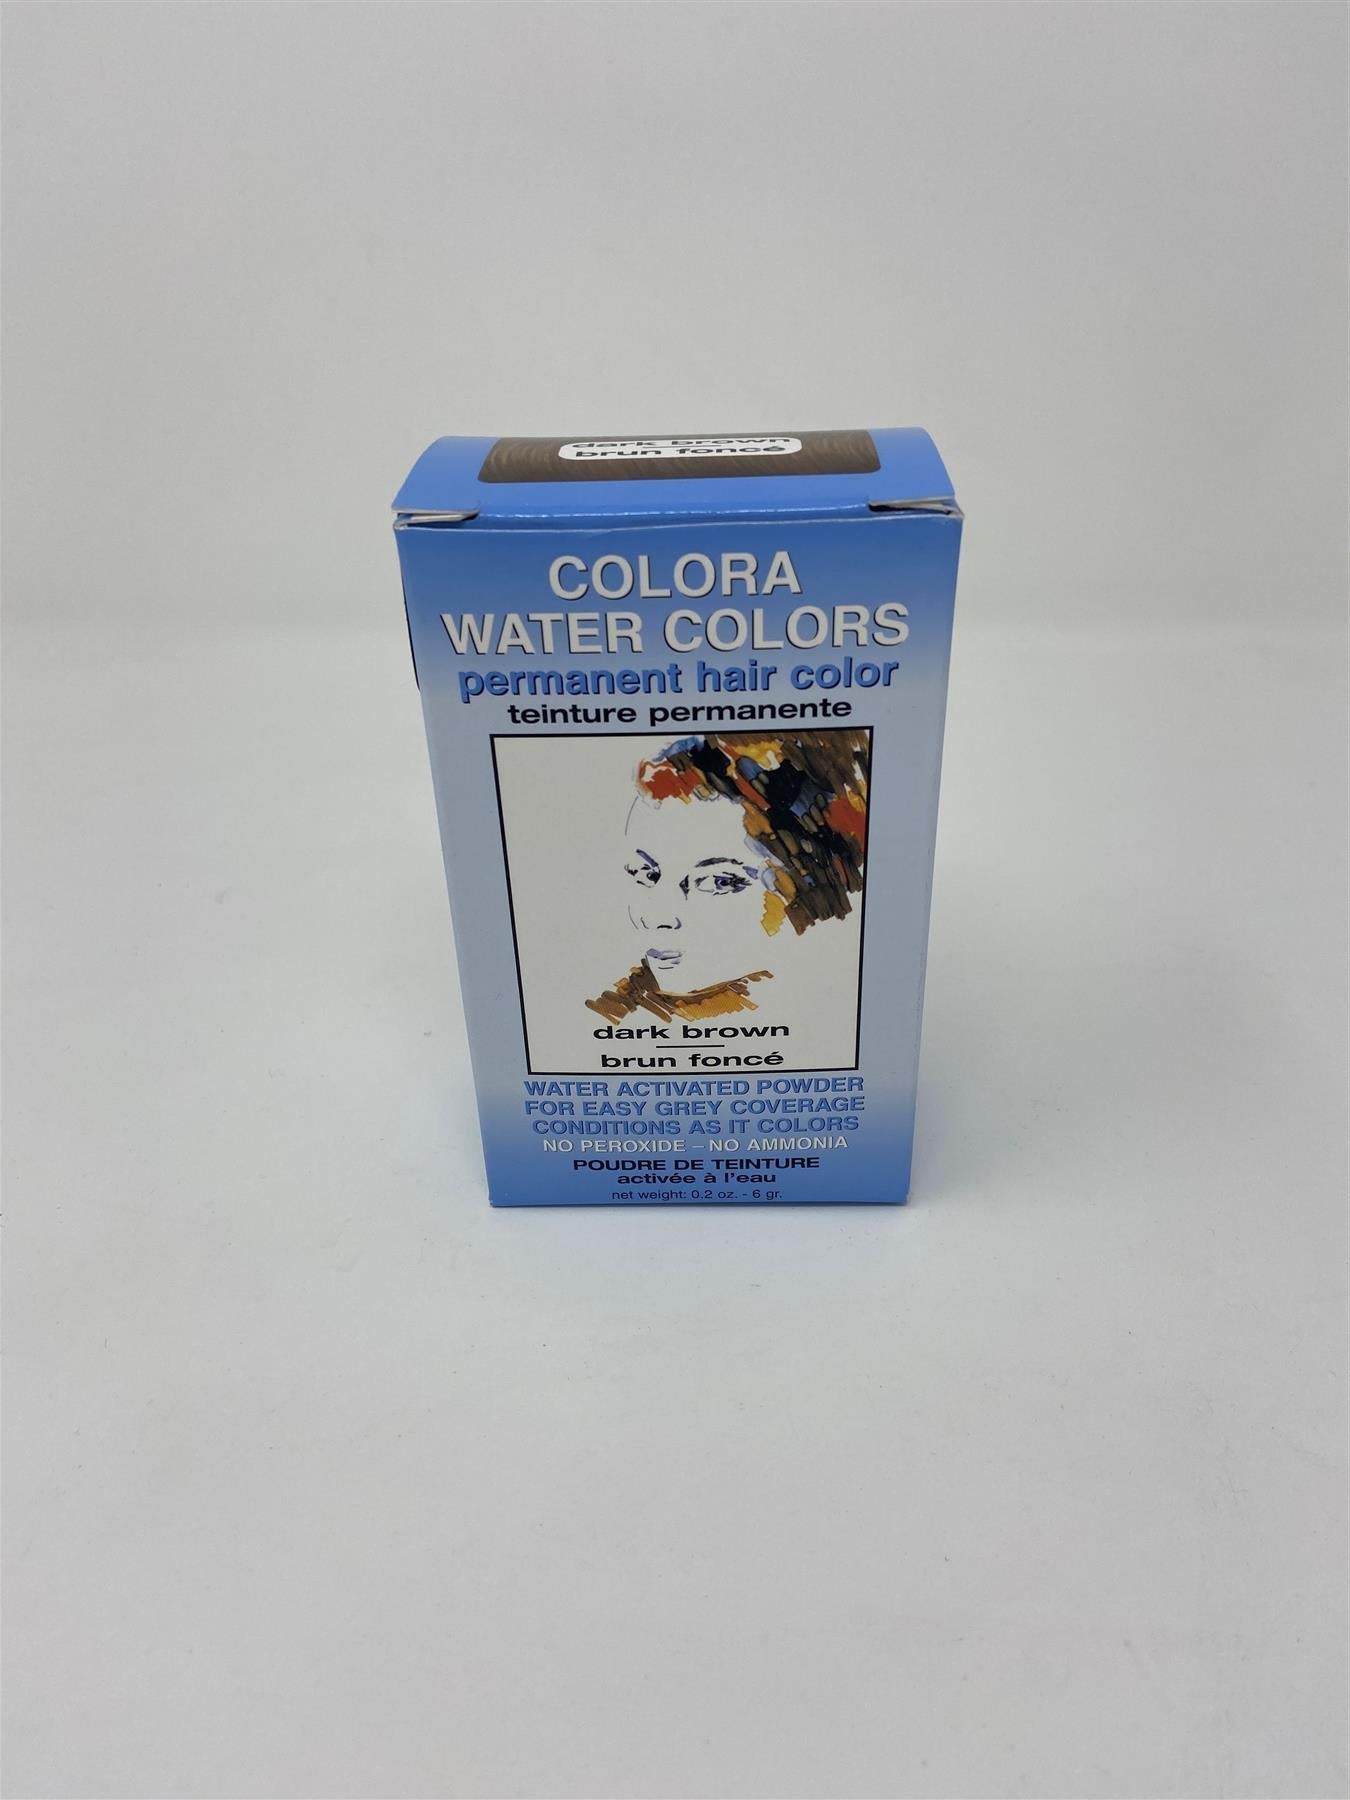 dark brown
brun foncé
COLORA
WATER COLORS
permanent hair color
teinture permanente
dark brown
brun foncé
WATER ACTIVATED POWDER
FOR EASY GREY COVERAGE
CONDITIONS AS IT COLORS
NO PEROXIDE – NO AMMONIA
POUDRE DE TEINTURE
activée à l'eau
net weight: 0.2 oz. - 6 gr.